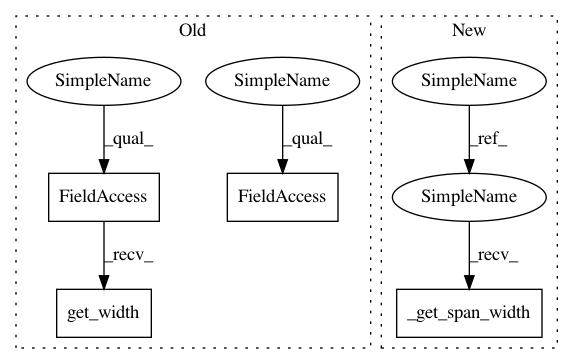 Old
New
SimpleName
SimpleName
SimpleName
_qual_
_qual_
_ref_
FieldAccess
FieldAccess
SimpleName
_recv_
_recv_
get_width
_get_span_width